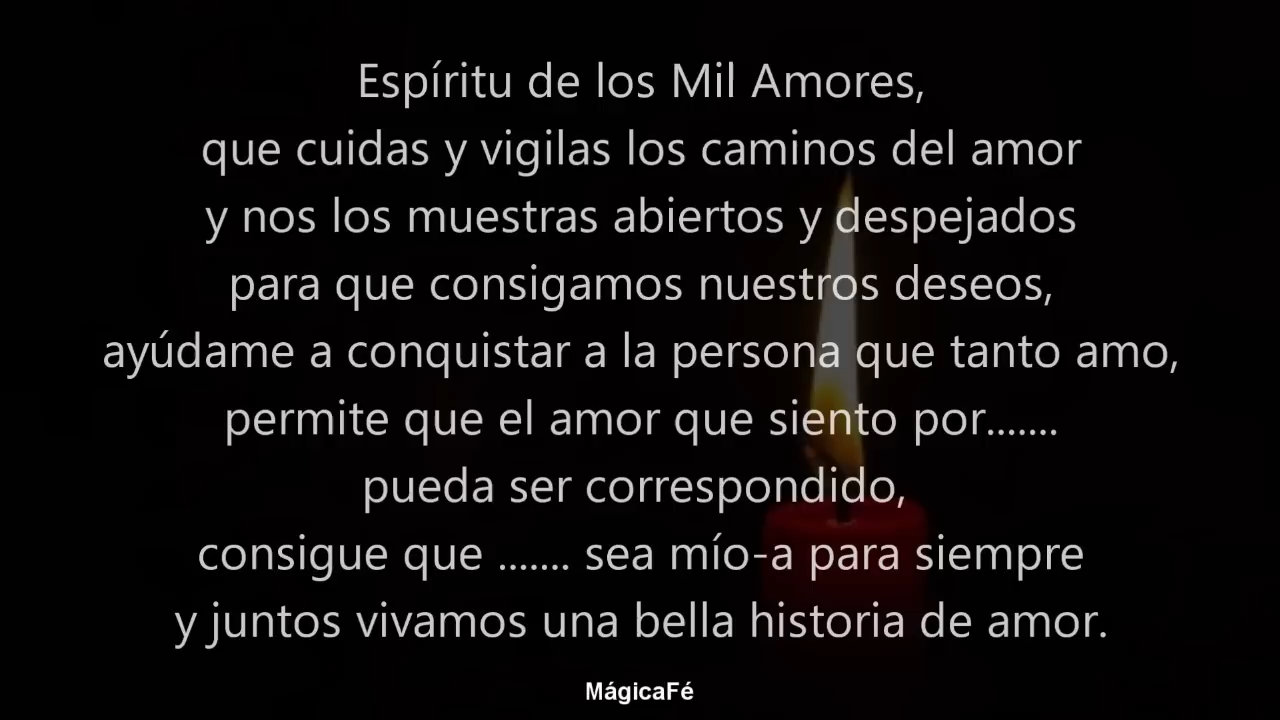 Espíritu de los Mil Amores,
que cuidas y vigilas los caminos del amor
y nos los muestras abiertos y despejados
para que consigamos nuestros deseos,
ayúdame a conquistar a la persona que tanto amo,
permite que el amor que siento por.......
pueda ser correspondido,
consigue que ....... sea mío-a para siempre
y juntos vivamos una bella historia de amor.
MágicaFé